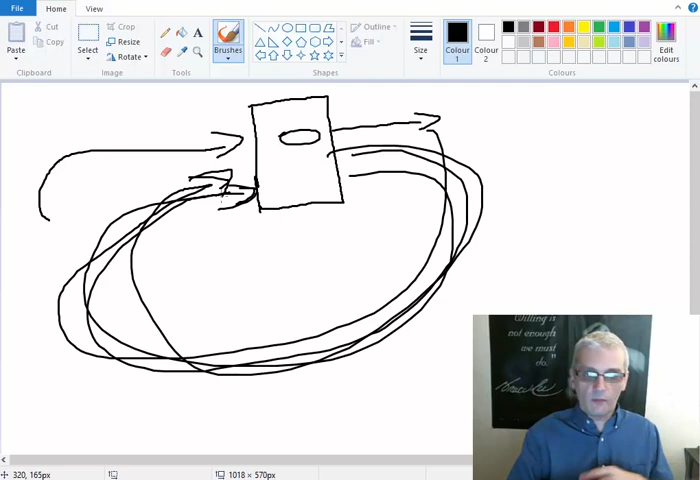 File
Home
View
Paste
Cut
Copy
Clipboard
Select
Crop
Resize
Rotate
Image
Tools
Brushes
Shapes
Outline
Fill
Size
Colour
1
Colour
2
Edit
colours
Colours
Willing is
not enough
we must
do."
320, 165px
1018 × 570px